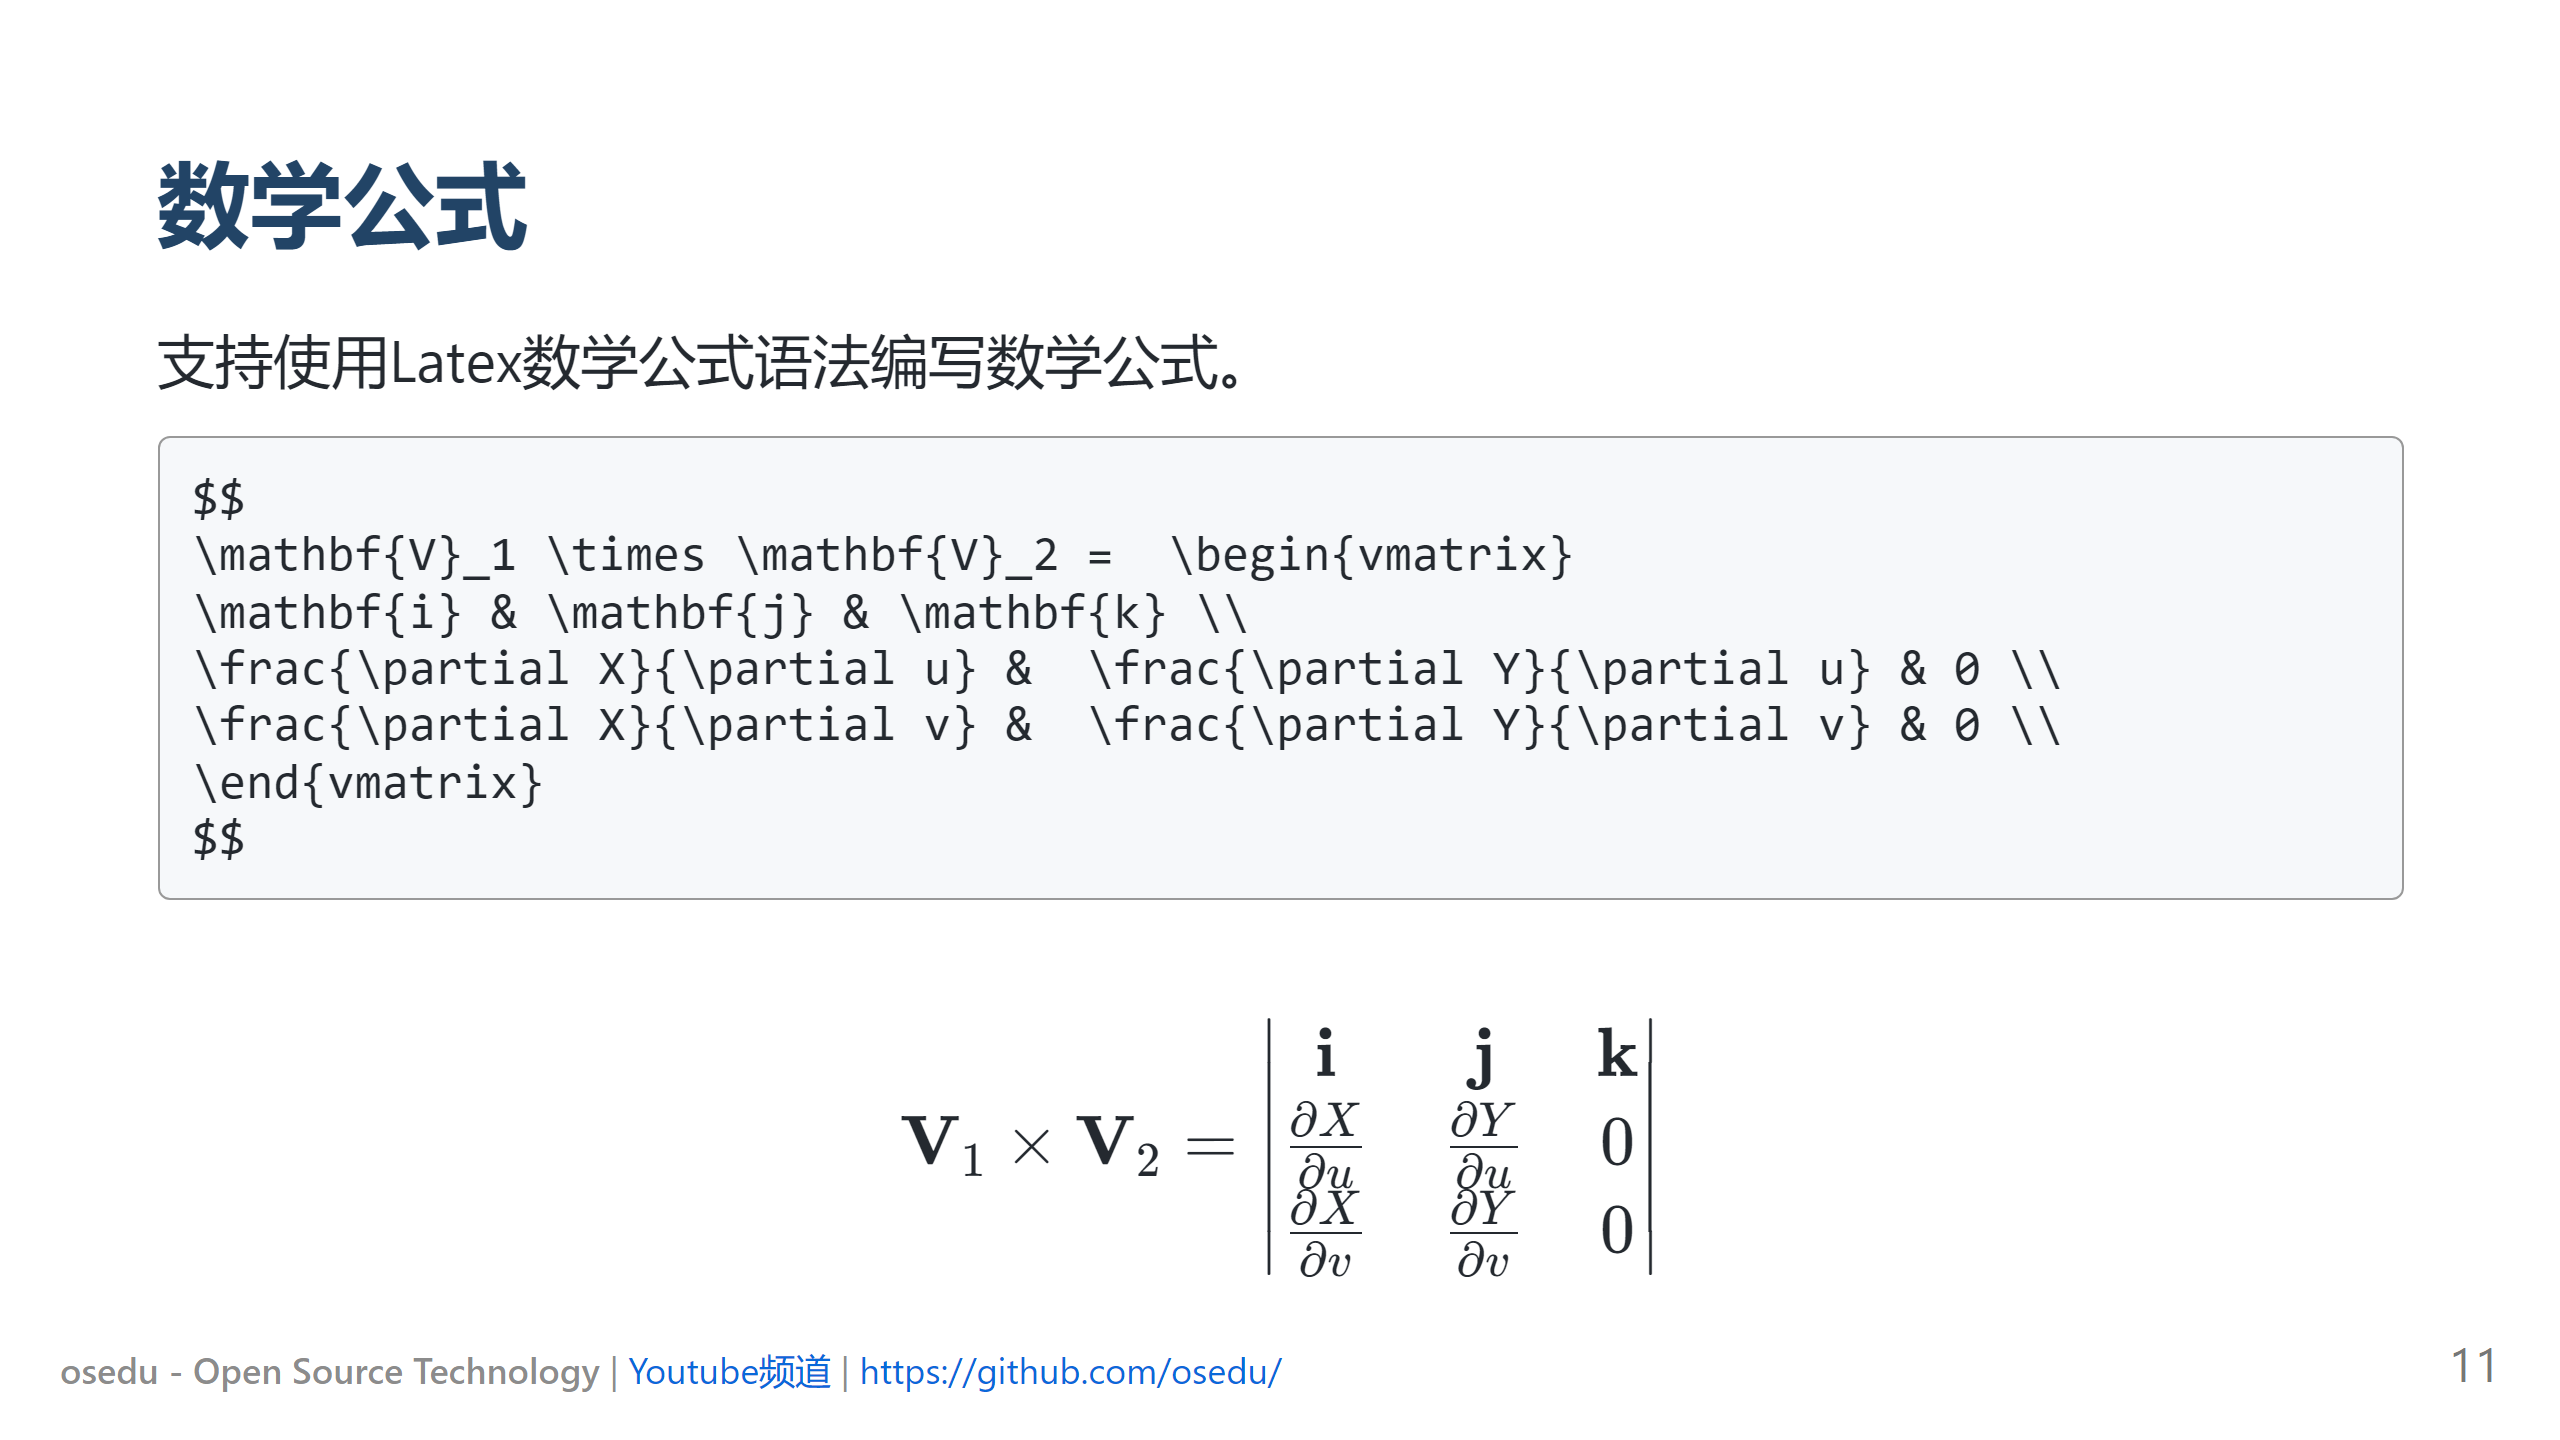 数学公式
支持使用Latex数学公式语法编写数学公式。
$$
\mathbf{V}_1 \times \mathbf{V}_2 =  \begin{vmatrix}
\mathbf{i} & \mathbf{j} & \mathbf{k} \\
\frac{\partial X}{\partial u} &  \frac{\partial Y}{\partial u} & 0 \\
\frac{\partial X}{\partial v} &  \frac{\partial Y}{\partial v} & 0 \\
\end{vmatrix}
$$
𝐕₁ × 𝐕₂ = | 𝐢 𝐣 𝐤 |
| ∂X/∂u ∂Y/∂u 0 |
| ∂X/∂v ∂Y/∂v 0 |
osedu - Open Source Technology | Youtube频道 | https://github.com/osedu/
11